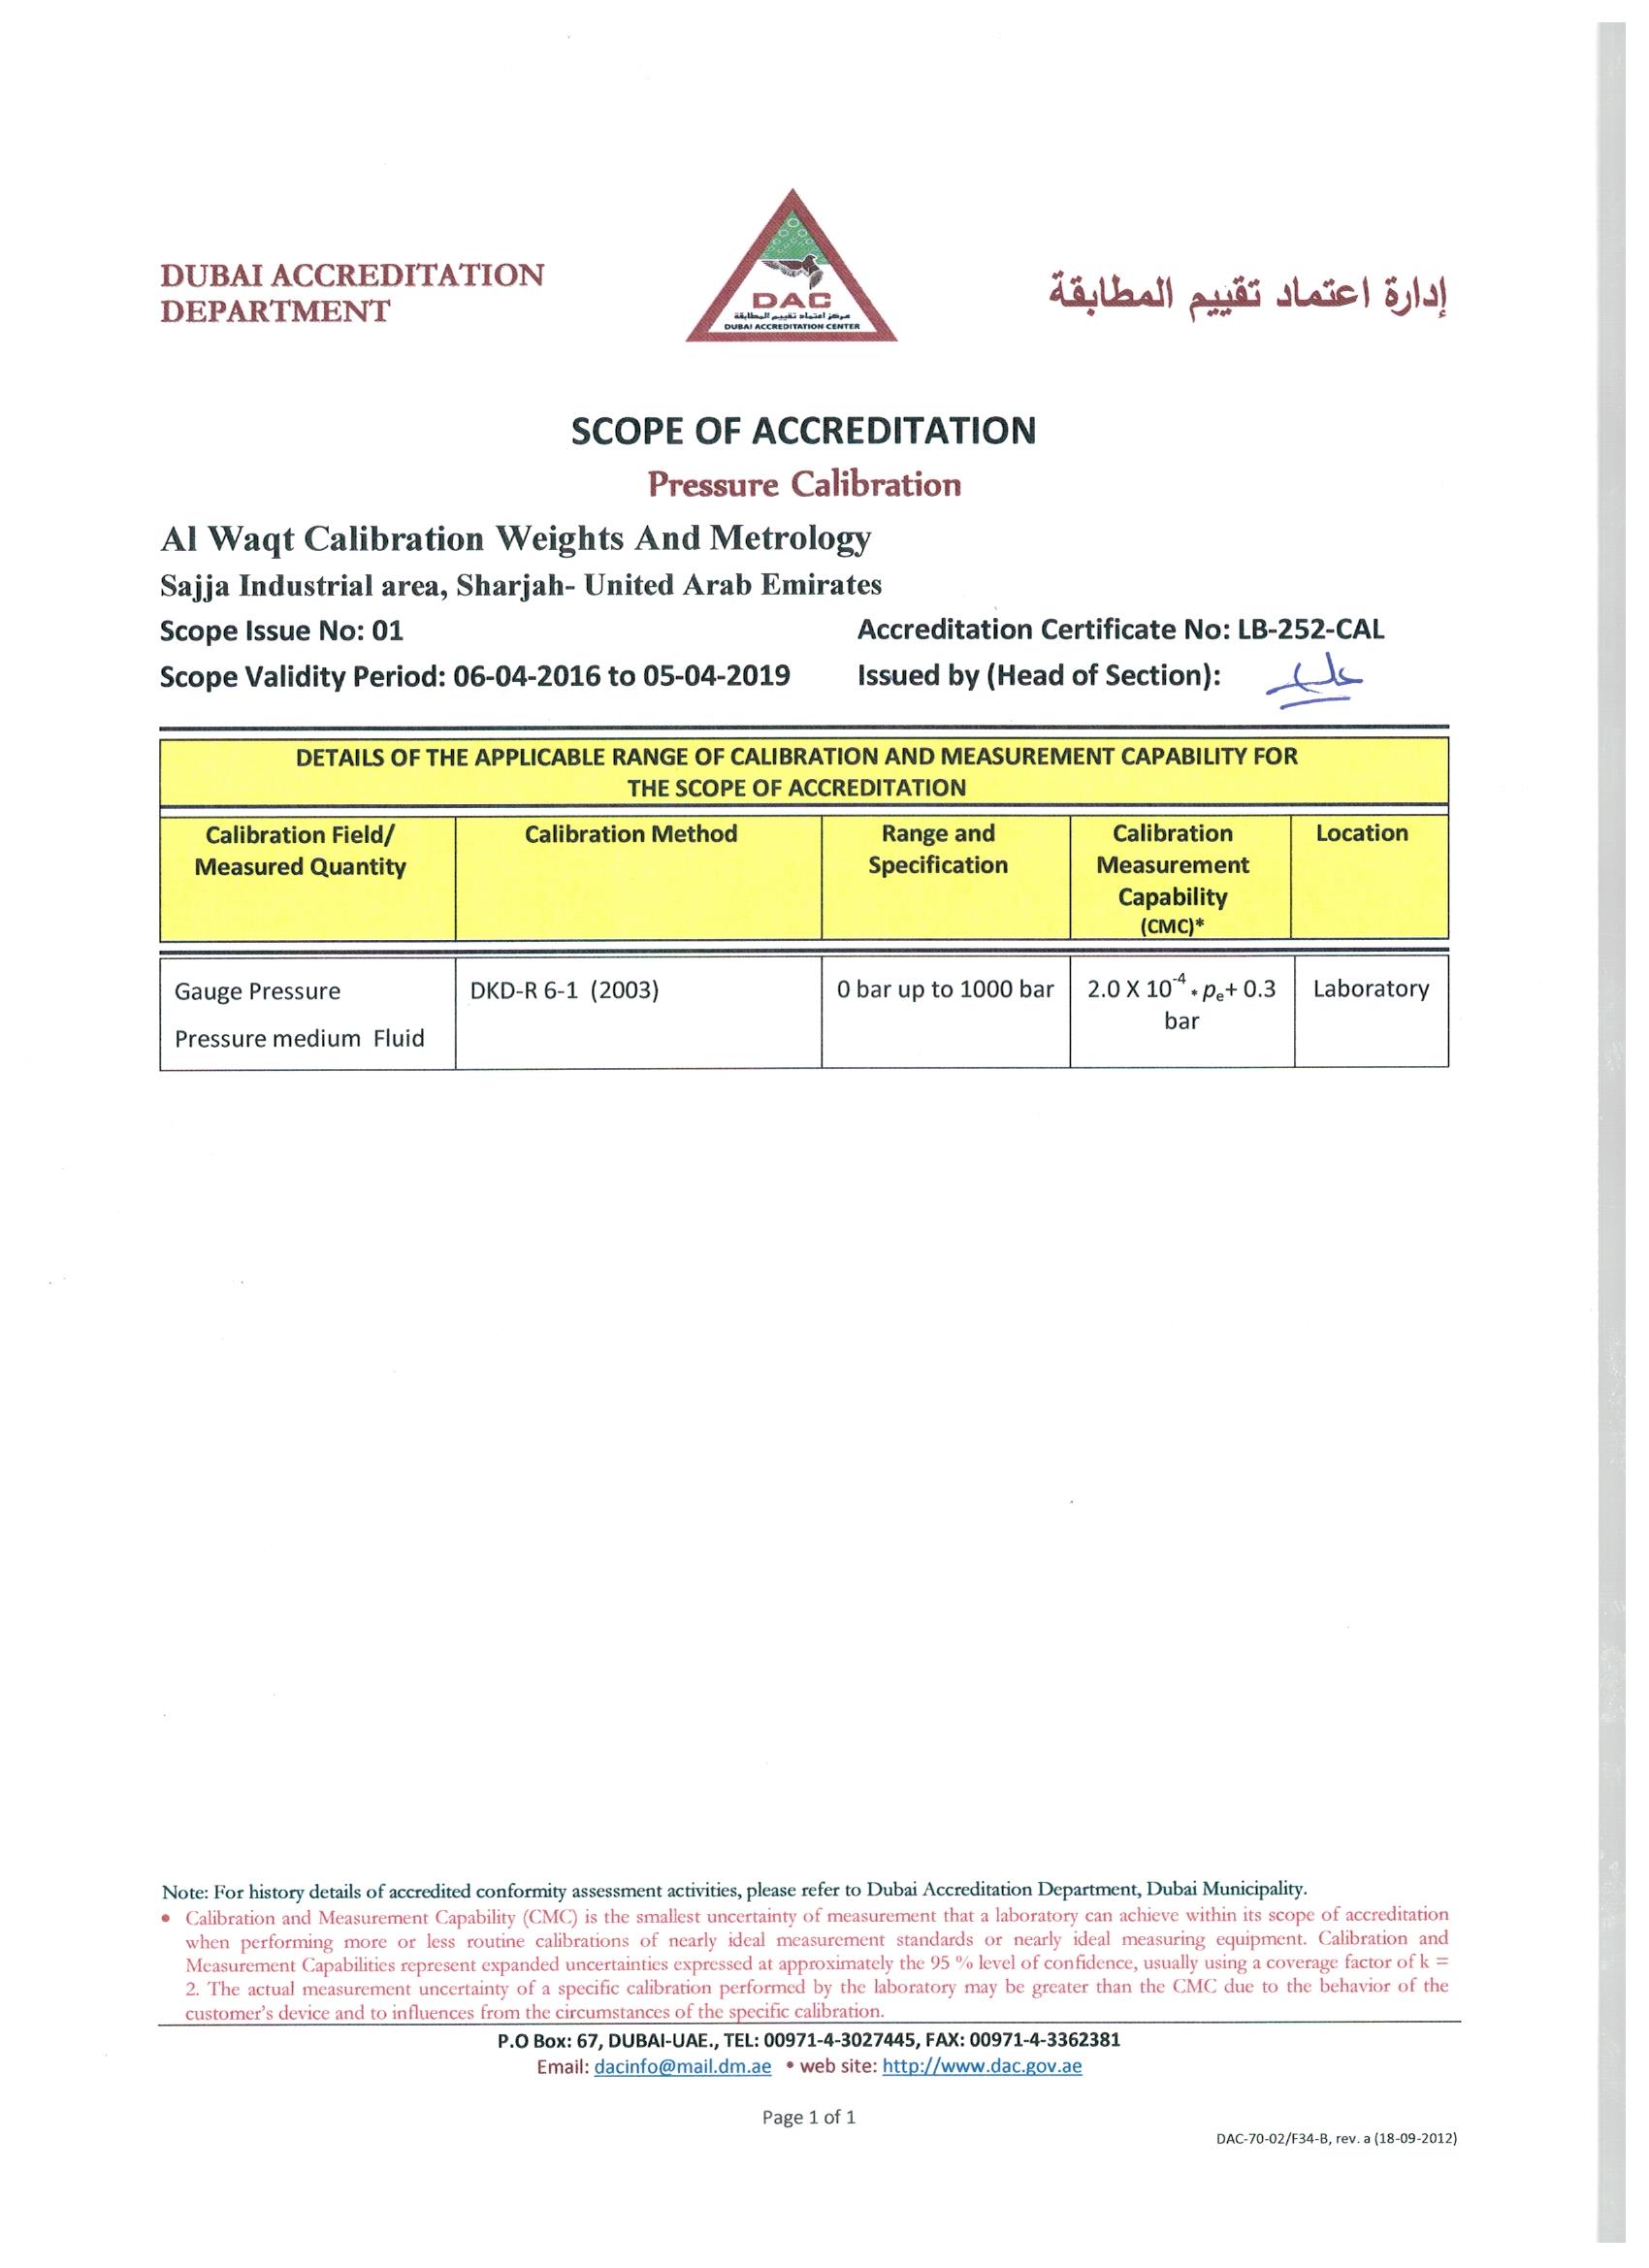 DUBAI ACCREDITATION
DEPARTMENT
DAC
مركز اعتماد تقييم المطابقة
DUBAI ACCREDITATION CENTER
إدارة اعتماد تقييم المطابقة
SCOPE OF ACCREDITATION
Pressure Calibration
Al Waqt Calibration Weights And Metrology
Sajja Industrial area, Sharjah- United Arab Emirates
Scope Issue No: 01 Accreditation Certificate No: LB-252-CAL
Scope Validity Period: 06-04-2016 to 05-04-2019 Issued by (Head of Section):
DETAILS OF THE APPLICABLE RANGE OF CALIBRATION AND MEASUREMENT CAPABILITY FOR
THE SCOPE OF ACCREDITATION
Calibration Field/
Measured Quantity
Calibration Method
Range and
Specification
Calibration
Measurement
Capability
(CMC)*
Location
Gauge Pressure
Pressure medium Fluid
DKD-R 6-1 (2003)
0 bar up to 1000 bar
2.0 X 10⁻⁴ * pₑ+ 0.3
bar
Laboratory
Note: For history details of accredited conformity assessment activities, please refer to Dubai Accreditation Department, Dubai Municipality.
• Calibration and Measurement Capability (CMC) is the smallest uncertainty of measurement that a laboratory can achieve within its scope of accreditation
when performing more or less routine calibrations of nearly ideal measurement standards or nearly ideal measuring equipment. Calibration and
Measurement Capabilities represent expanded uncertainties expressed at approximately the 95 % level of confidence, usually using a coverage factor of k =
2. The actual measurement uncertainty of a specific calibration performed by the laboratory may be greater than the CMC due to the behavior of the
customer's device and to influences from the circumstances of the specific calibration.
P.O Box: 67, DUBAI-UAE., TEL: 00971-4-3027445, FAX: 00971-4-3362381
Email: dacinfo@mail.dm.ae • web site: http://www.dac.gov.ae
Page 1 of 1
DAC-70-02/F34-B, rev. a (18-09-2012)